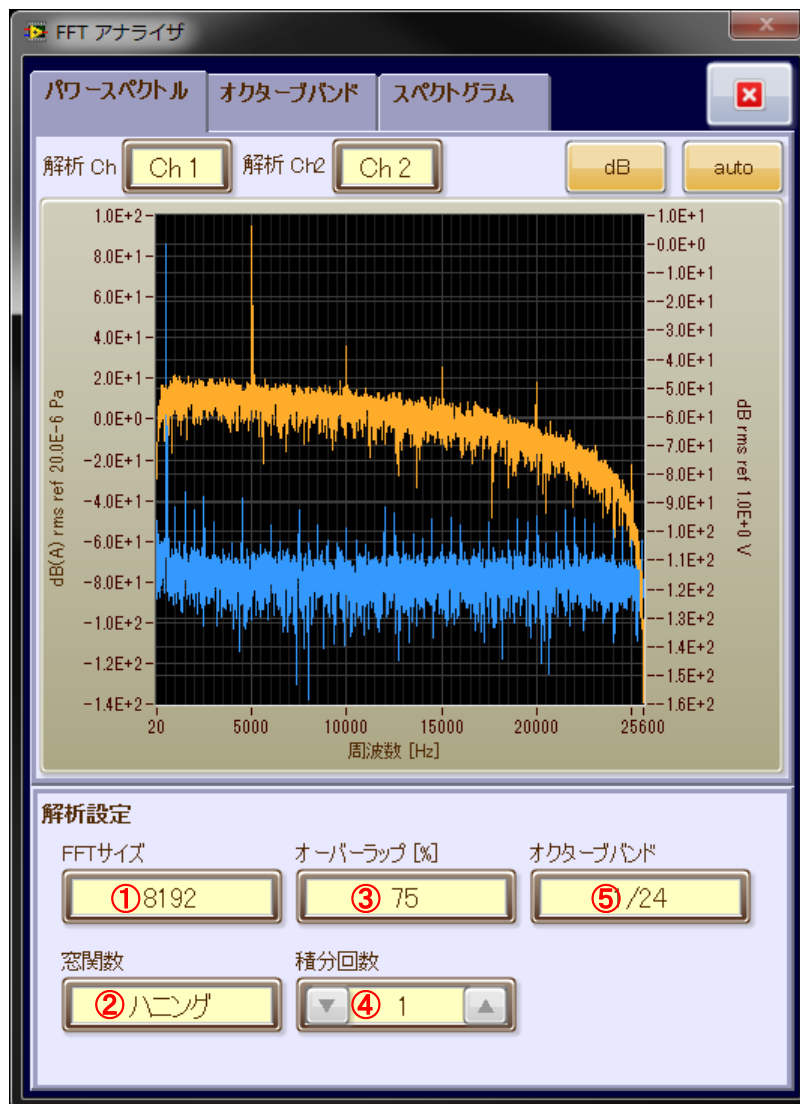 FFT アナライザ
パワースペクトル オクターブバンド スペクトグラム
解析 Ch Ch 1 解析 Ch2 Ch 2 dB auto
1.0E+2
8.0E+1
6.0E+1
4.0E+1
2.0E+1
0.0E+0
-2.0E+1
-4.0E+1
-6.0E+1
-8.0E+1
-1.0E+2
-1.2E+2
-1.4E+2
dB(A) rms ref 20.0E-6 Pa
1.0E+1
0.0E+0
-1.0E+1
-2.0E+1
-3.0E+1
-4.0E+1
-5.0E+1
-6.0E+1
-7.0E+1
-8.0E+1
-9.0E+1
-1.0E+2
-1.1E+2
-1.2E+2
-1.3E+2
-1.4E+2
-1.5E+2
-1.6E+2
dB rms ref 1.0E+0 V
20 5000 10000 15000 20000 25600
周波数 [Hz]
解析設定
FFTサイズ オーバーラップ [%] オクターブバンド
①8192 ③ 75 ⑤/24
窓関数 積分回数
②ハニング ④ 1